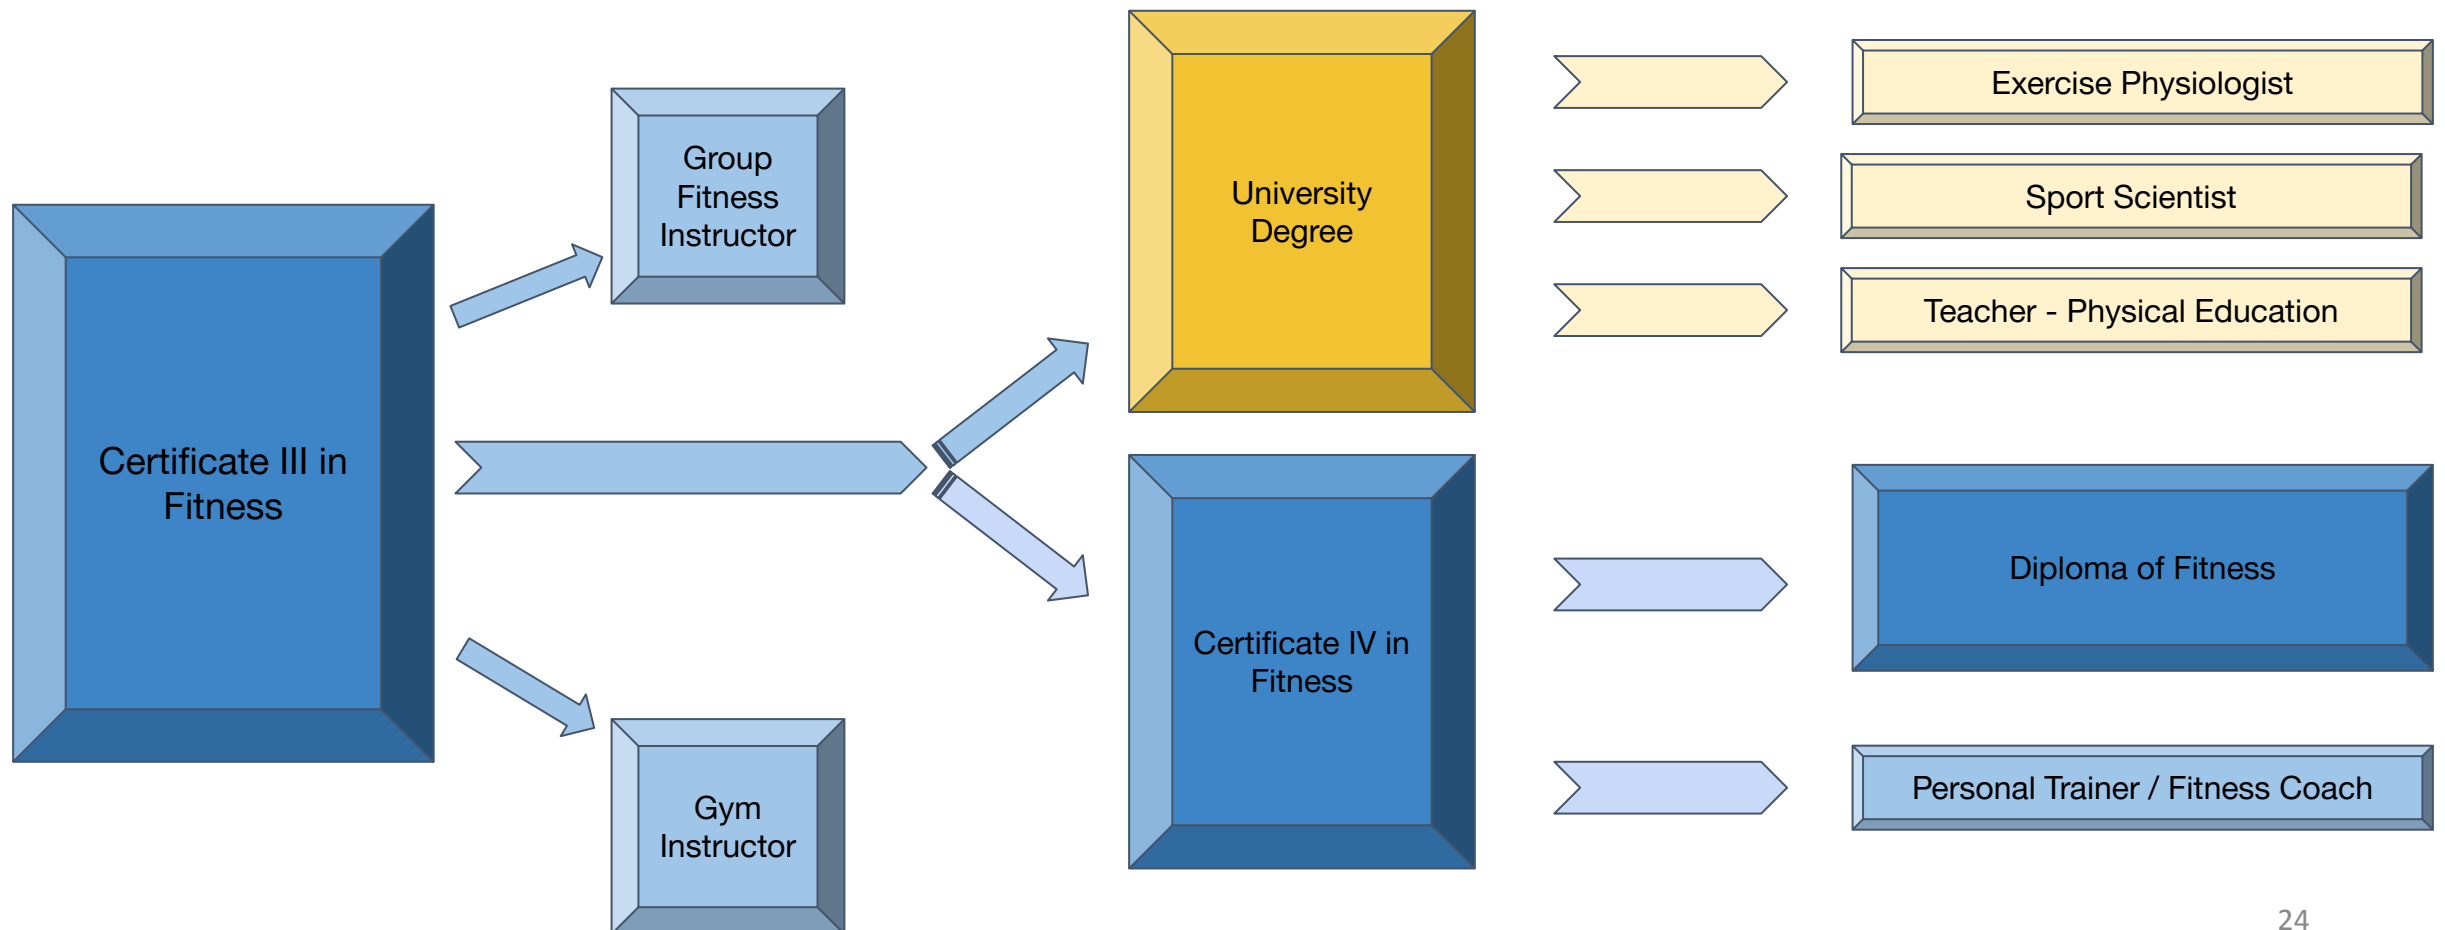 Certificate III in
Fitness
Group
Fitness
Instructor
Gym
Instructor
University
Degree
Certificate IV in
Fitness
Exercise Physiologist
Sport Scientist
Teacher - Physical Education
Diploma of Fitness
Personal Trainer / Fitness Coach
24